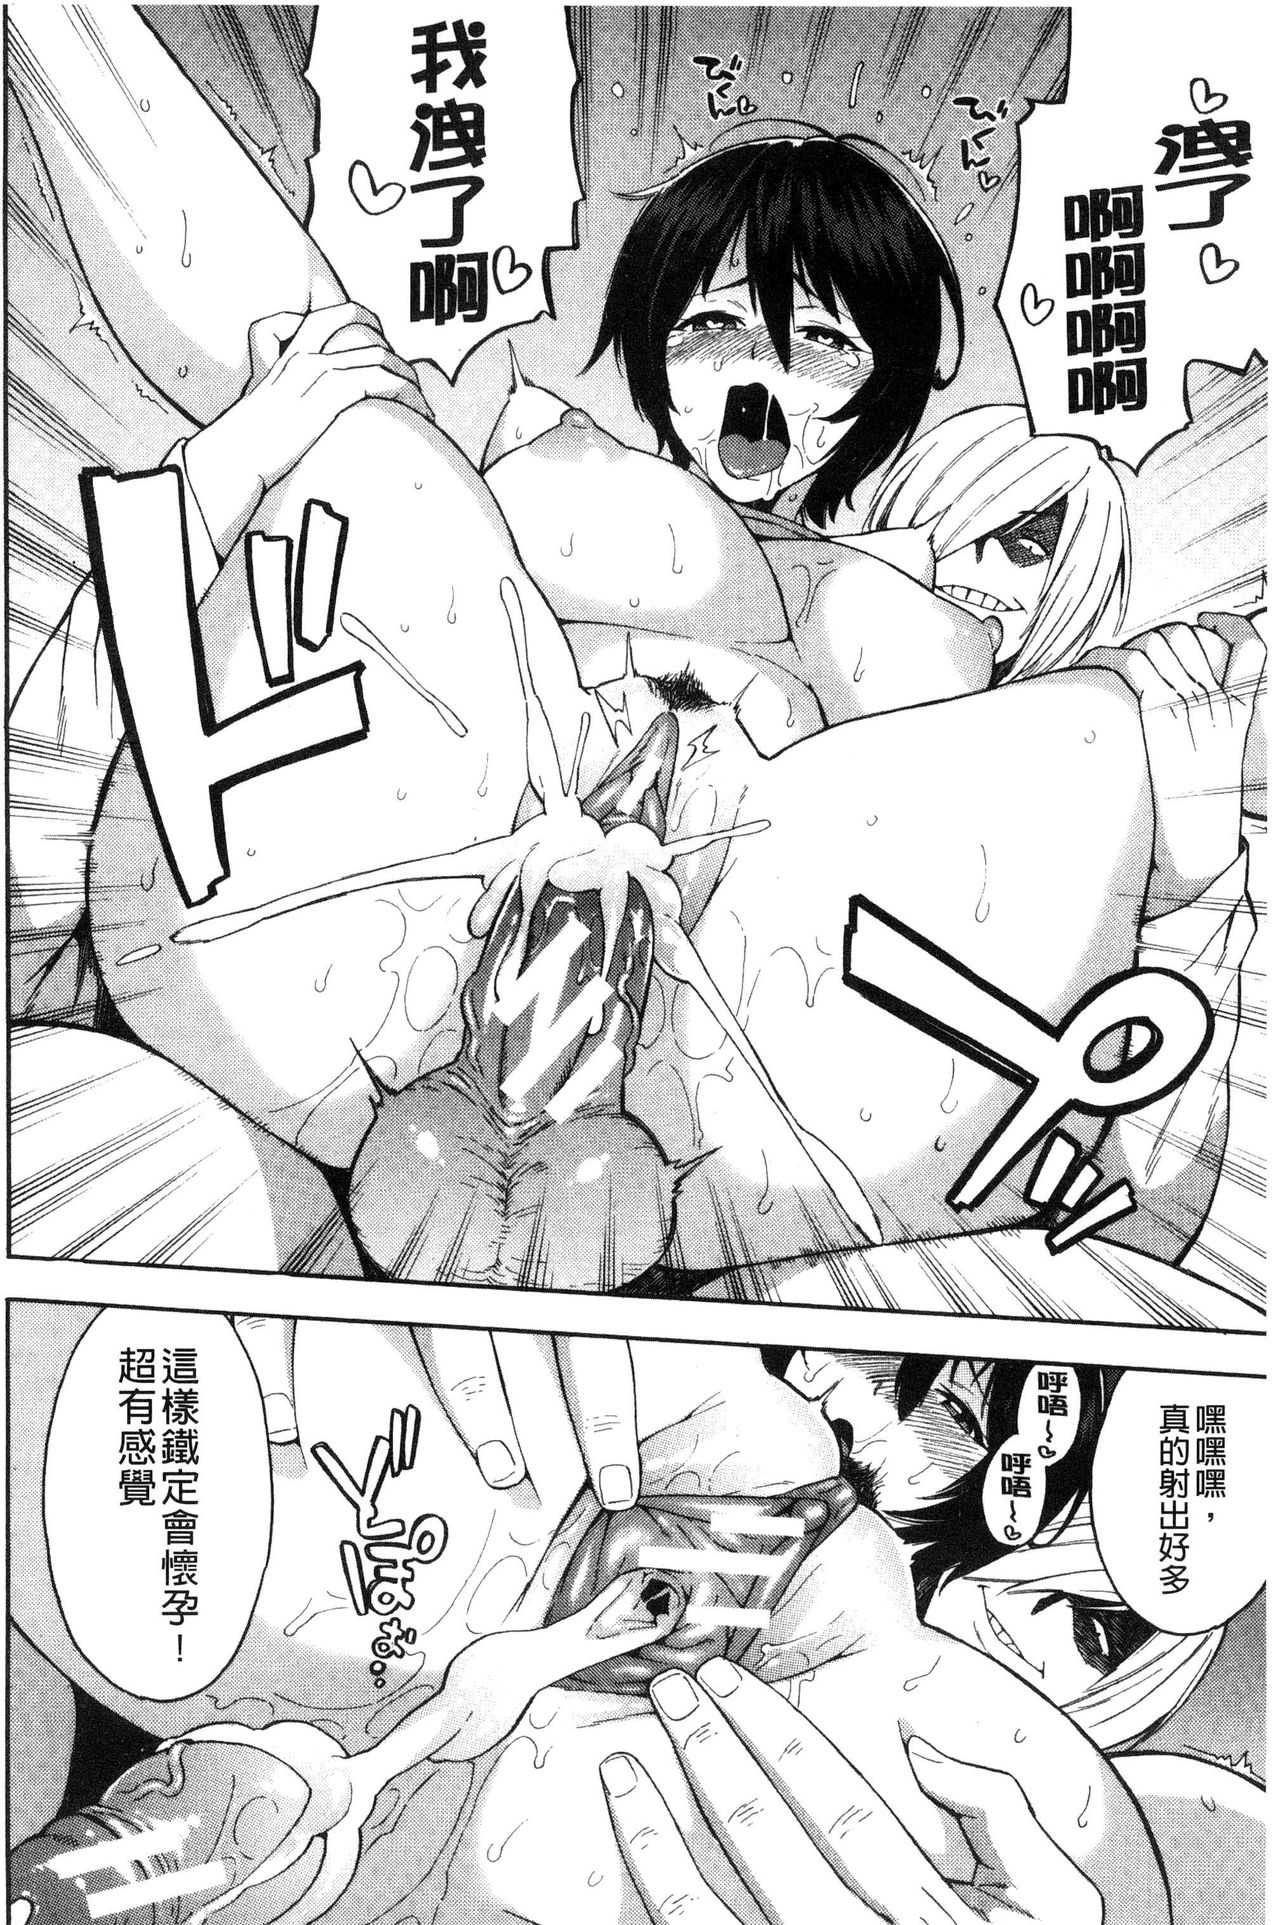 洩了
啊啊啊啊啊
びくん
びくん
我洩了啊
ドプッ
嘿嘿嘿，
真的射出好多
呼唔～
呼唔～
這樣鐵定會懷孕！
超有感覺